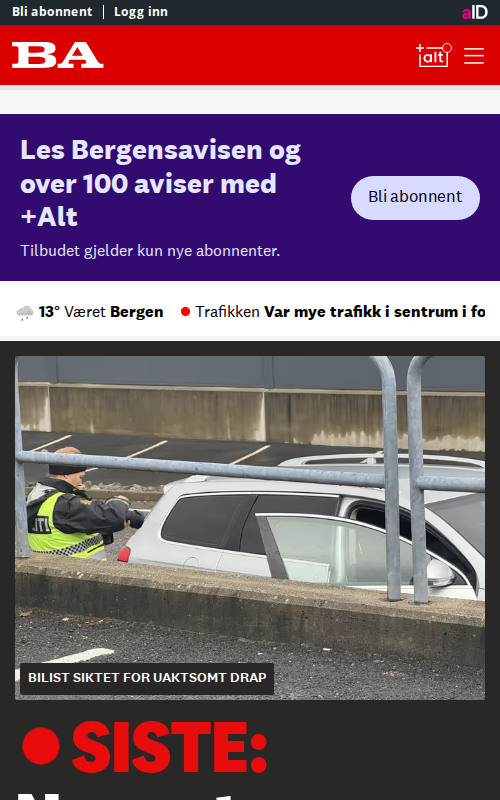 Bli abonnent | Logg inn
aID
BA
+alt
Les Bergensavisen og
over 100 aviser med
+Alt
Bli abonnent
Tilbudet gjelder kun nye abonnenter.
13° Været Bergen
Trafikken Var mye trafikk i sentrum i fo
BILIST SIKTET FOR UAKTSOMT DRAP
SISTE: